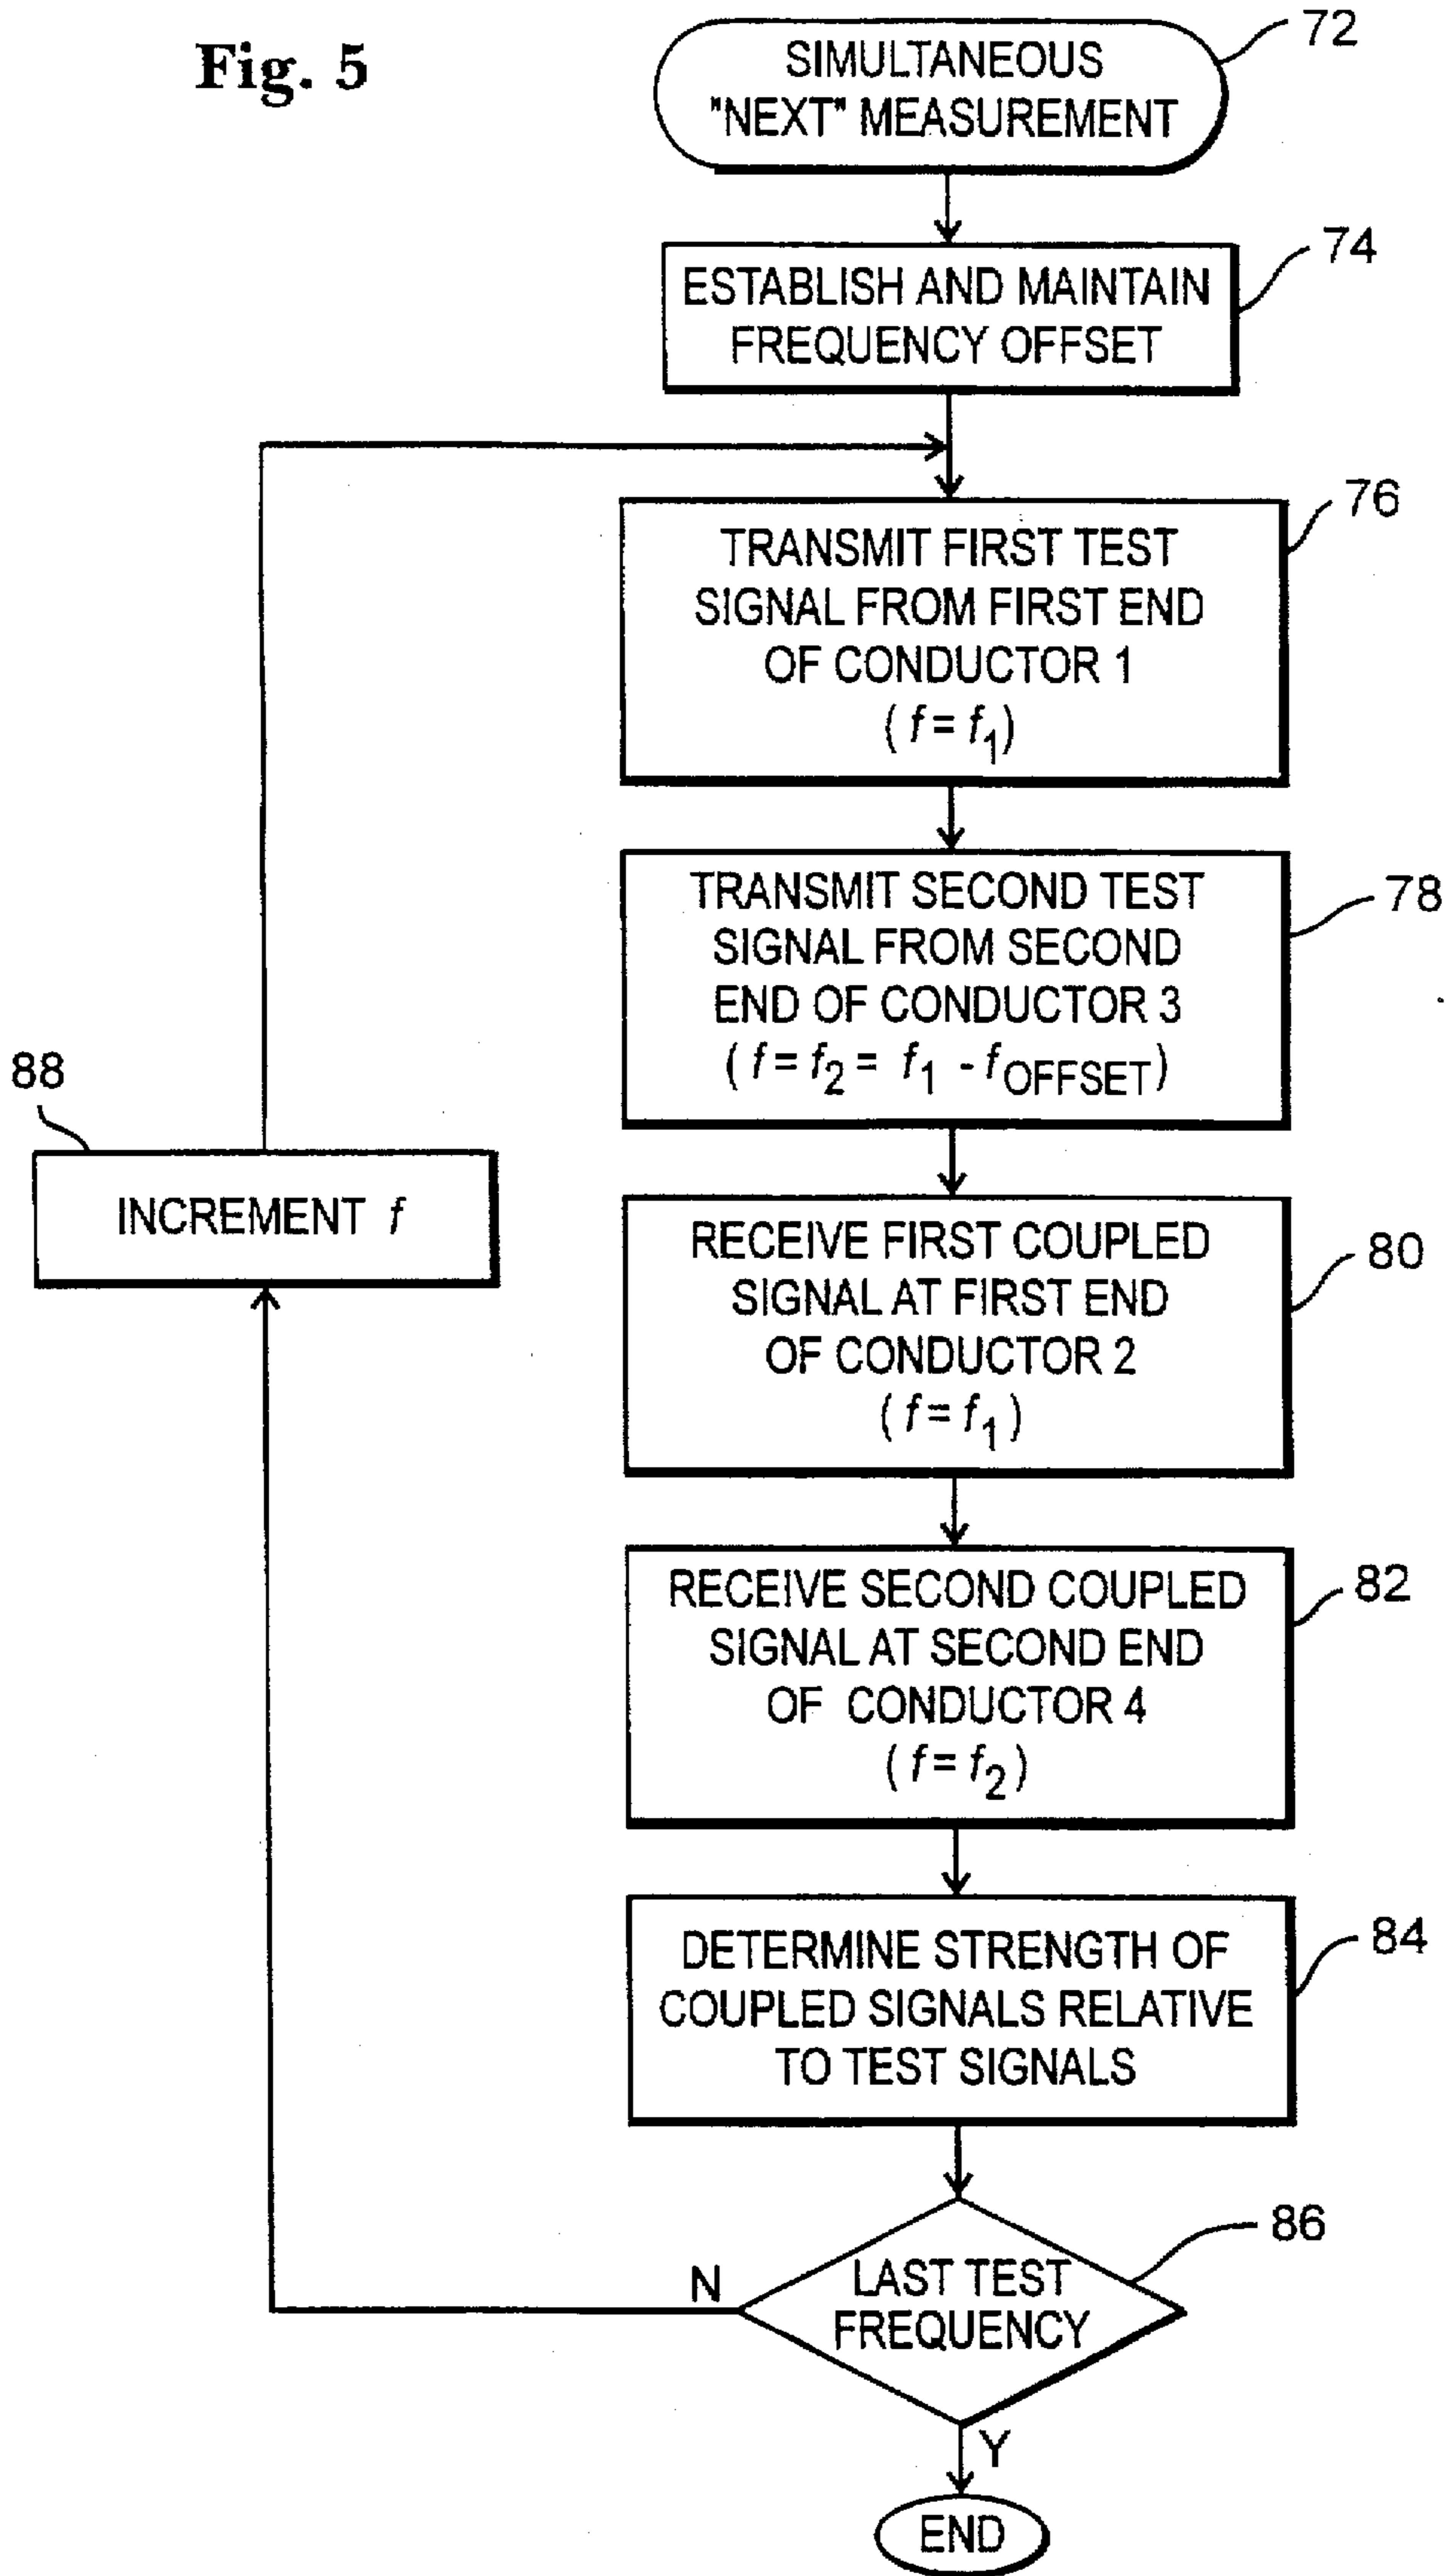 Fig. 5
72
SIMULTANEOUS
"NEXT" MEASUREMENT
74
ESTABLISH AND MAINTAIN
FREQUENCY OFFSET
76
TRANSMIT FIRST TEST
SIGNAL FROM FIRST END
OF CONDUCTOR 1
( f = f1)
78
TRANSMIT SECOND TEST
SIGNAL FROM SECOND
END OF CONDUCTOR 3
( f = f2 = f1 - fOFFSET)
88
INCREMENT f
80
RECEIVE FIRST COUPLED
SIGNAL AT FIRST END
OF CONDUCTOR 2
( f = f1 )
82
RECEIVE SECOND COUPLED
SIGNAL AT SECOND END
OF CONDUCTOR 4
( f = f2 )
84
DETERMINE STRENGTH OF
COUPLED SIGNALS RELATIVE
TO TEST SIGNALS
86
LAST TEST
FREQUENCY
N
Y
END